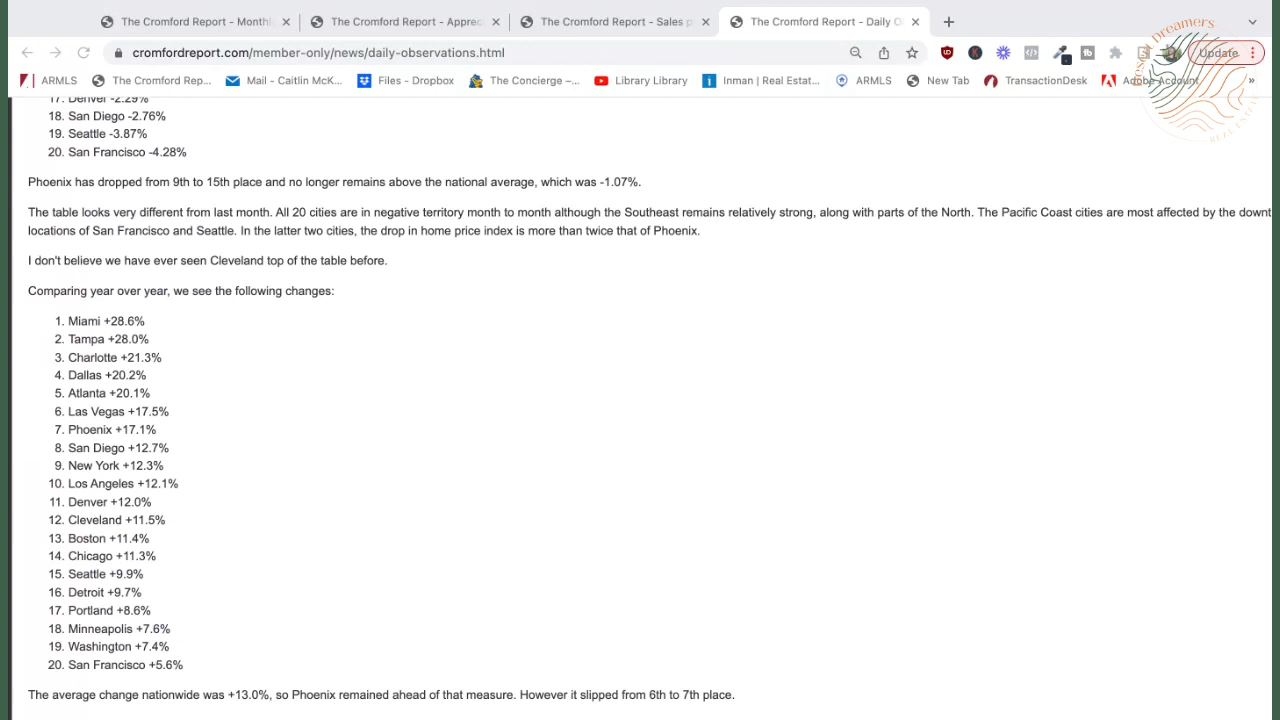 The Cromford Report - Monthl
The Cromford Report - Apprec
The Cromford Report - Sales p
The Cromford Report - Daily O
cromfordreport.com/member-only/news/daily-observations.html
Update
ARMLS
The Cromford Rep...
Mail - Caitlin McK...
Files - Dropbox
The Concierge –...
Library Library
Inman | Real Estat...
ARMLS
New Tab
TransactionDesk
Adobe Account
Desert Dreamers
17. Denver -2.29%
18. San Diego -2.76%
19. Seattle -3.87%
20. San Francisco -4.28%
Phoenix has dropped from 9th to 15th place and no longer remains above the national average, which was -1.07%.
The table looks very different from last month. All 20 cities are in negative territory month to month although the Southeast remains relatively strong, along with parts of the North. The Pacific Coast cities are most affected by the downt
locations of San Francisco and Seattle. In the latter two cities, the drop in home price index is more than twice that of Phoenix.
I don't believe we have ever seen Cleveland top of the table before.
Comparing year over year, we see the following changes:
1. Miami +28.6%
2. Tampa +28.0%
3. Charlotte +21.3%
4. Dallas +20.2%
5. Atlanta +20.1%
6. Las Vegas +17.5%
7. Phoenix +17.1%
8. San Diego +12.7%
9. New York +12.3%
10. Los Angeles +12.1%
11. Denver +12.0%
12. Cleveland +11.5%
13. Boston +11.4%
14. Chicago +11.3%
15. Seattle +9.9%
16. Detroit +9.7%
17. Portland +8.6%
18. Minneapolis +7.6%
19. Washington +7.4%
20. San Francisco +5.6%
The average change nationwide was +13.0%, so Phoenix remained ahead of that measure. However it slipped from 6th to 7th place.